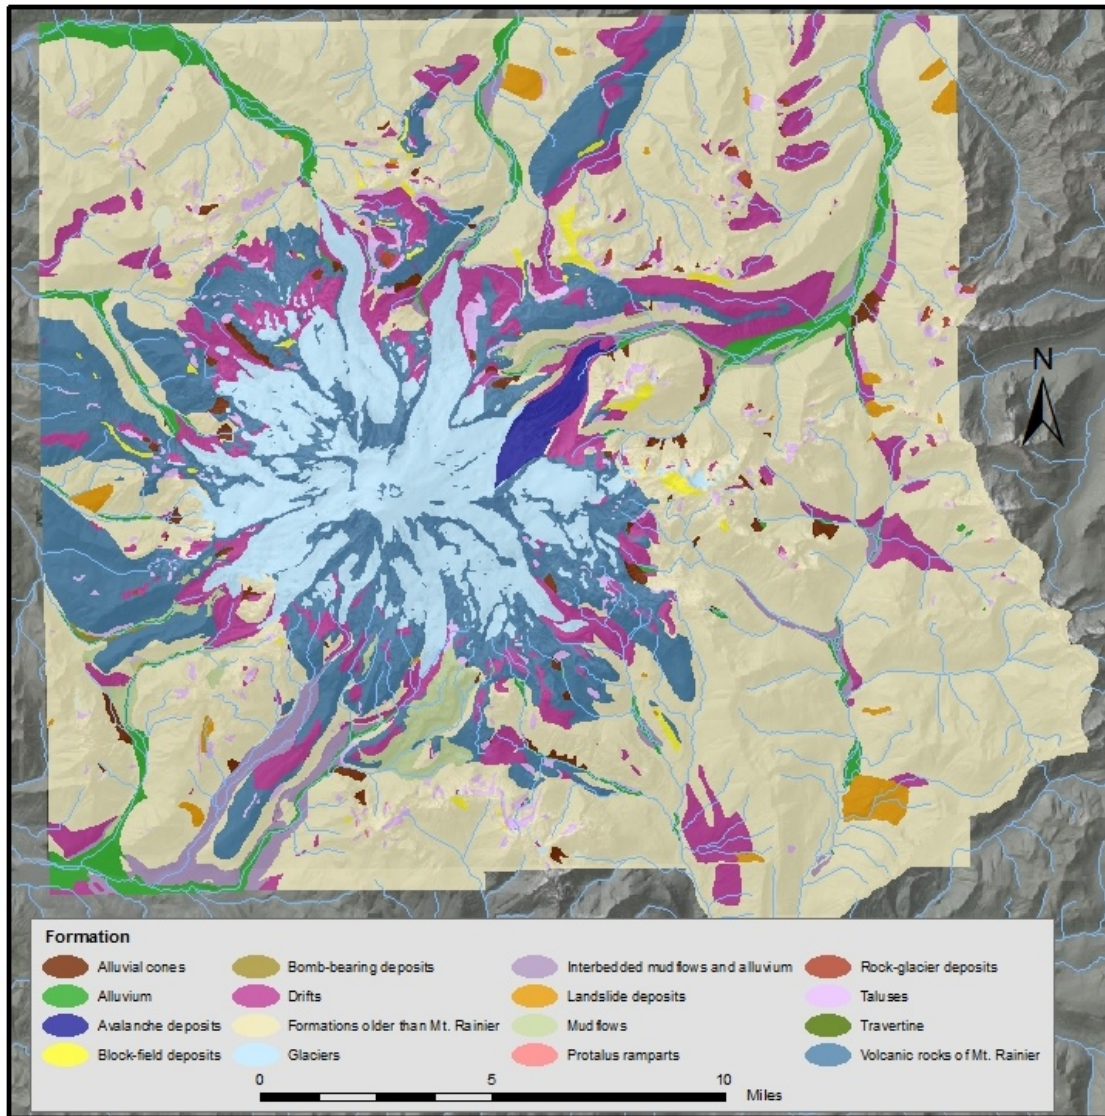 N
Formation
Alluvial cones
Bomb-bearing deposits
Interbedded mudflows and alluvium
Rock-glacier deposits
Alluvium
Drifts
Landslide deposits
Taluses
Avalanche deposits
Formations older than Mt. Rainier
Mudflows
Travertine
Block-field deposits
Glaciers
Protalus ramparts
Volcanic rocks of Mt. Rainier
0 5 10
Miles